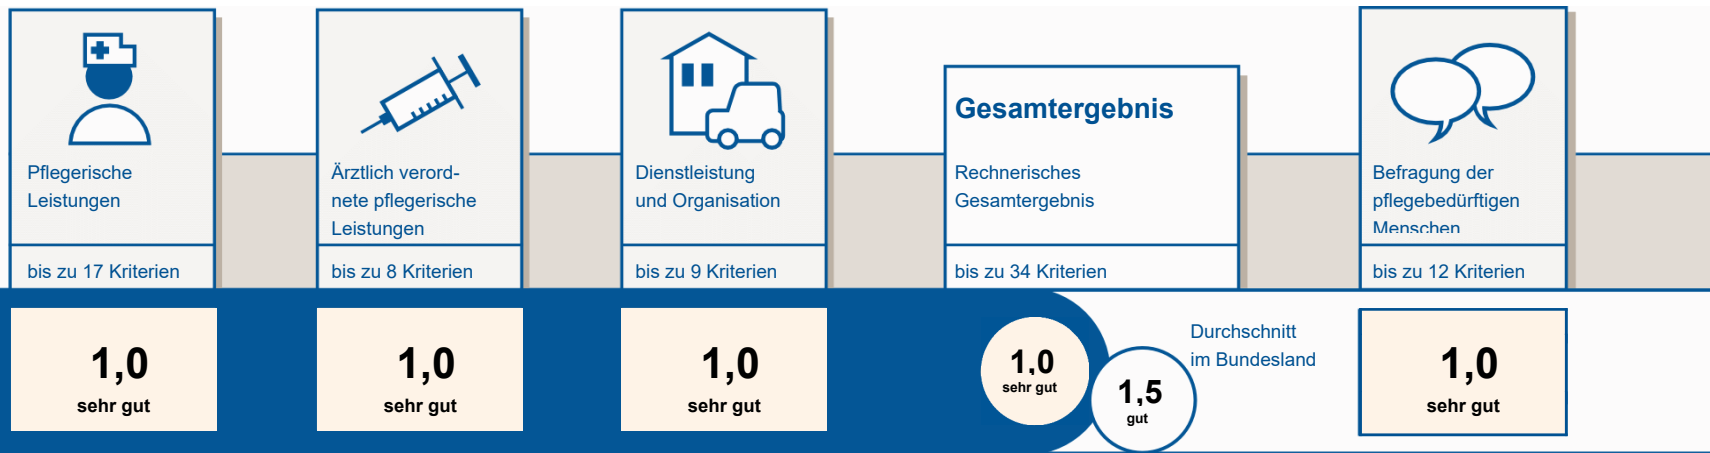 Pflegerische
Leistungen
bis zu 17 Kriterien
1,0
sehr gut
Ärztlich verord-
nete pflegerische
Leistungen
bis zu 8 Kriterien
1,0
sehr gut
Dienstleistung
und Organisation
bis zu 9 Kriterien
1,0
sehr gut
Gesamtergebnis
Rechnerisches
Gesamtergebnis
bis zu 34 Kriterien
1,0
sehr gut
1,5
gut
Durchschnitt
im Bundesland
Befragung der
pflegebedürftigen
Menschen
bis zu 12 Kriterien
1,0
sehr gut